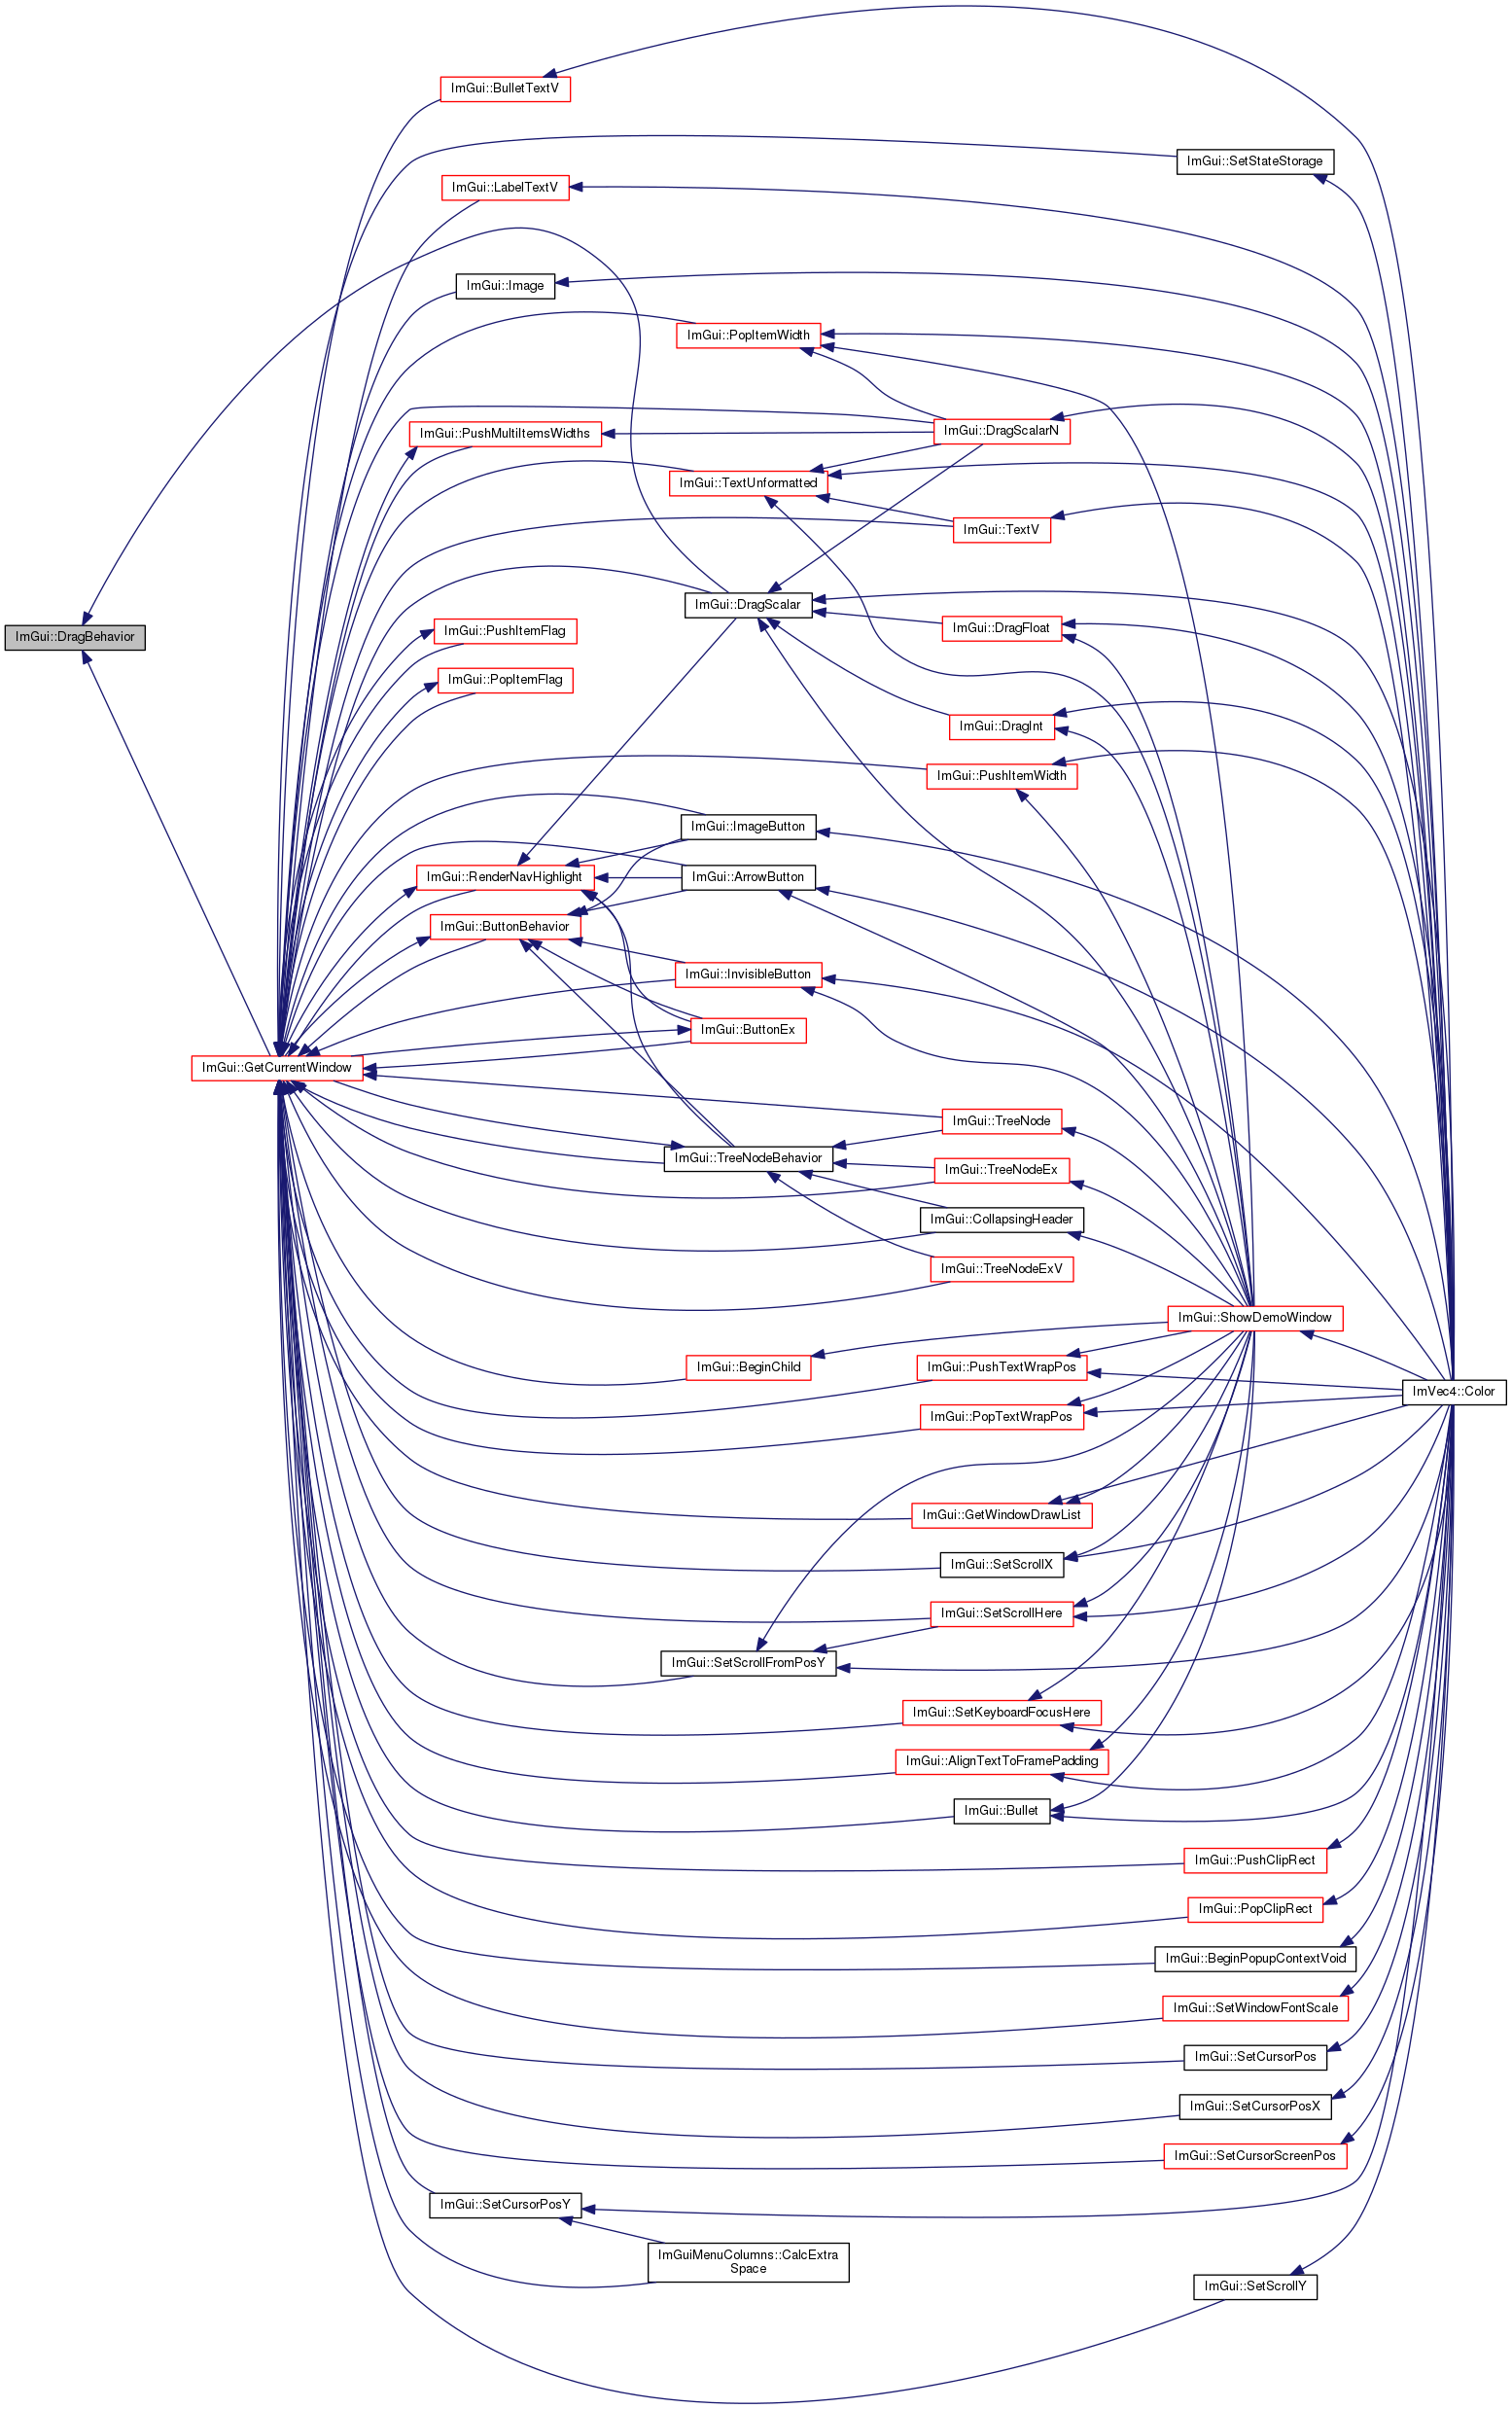 ImGui::BulletTextV
ImGui::SetStateStorage
ImGui::LabelTextV
ImGui::Image
ImGui::PopItemWidth
ImGui::DragScalarN
ImGui::PushMultiItemsWidths
ImGui::TextUnformatted
ImGui::TextV
ImGui::DragScalar
ImGui::DragFloat
ImGui::PushItemFlag
ImGui::DragBehavior
ImGui::PopItemFlag
ImGui::DragInt
ImGui::PushItemWidth
ImGui::ImageButton
ImGui::RenderNavHighlight
ImGui::ArrowButton
ImGui::ButtonBehavior
ImGui::InvisibleButton
ImGui::ButtonEx
ImGui::GetCurrentWindow
ImGui::TreeNode
ImGui::TreeNodeBehavior
ImGui::TreeNodeEx
ImGui::CollapsingHeader
ImGui::TreeNodeExV
ImGui::ShowDemoWindow
ImGui::BeginChild
ImGui::PushTextWrapPos
ImVec4::Color
ImGui::PopTextWrapPos
ImGui::GetWindowDrawList
ImGui::SetScrollX
ImGui::SetScrollHere
ImGui::SetScrollFromPosY
ImGui::SetKeyboardFocusHere
ImGui::AlignTextToFramePadding
ImGui::Bullet
ImGui::PushClipRect
ImGui::PopClipRect
ImGui::BeginPopupContextVoid
ImGui::SetWindowFontScale
ImGui::SetCursorPos
ImGui::SetCursorPosX
ImGui::SetCursorScreenPos
ImGui::SetCursorPosY
ImGuiMenuColumns::CalcExtra
Space
ImGui::SetScrollY